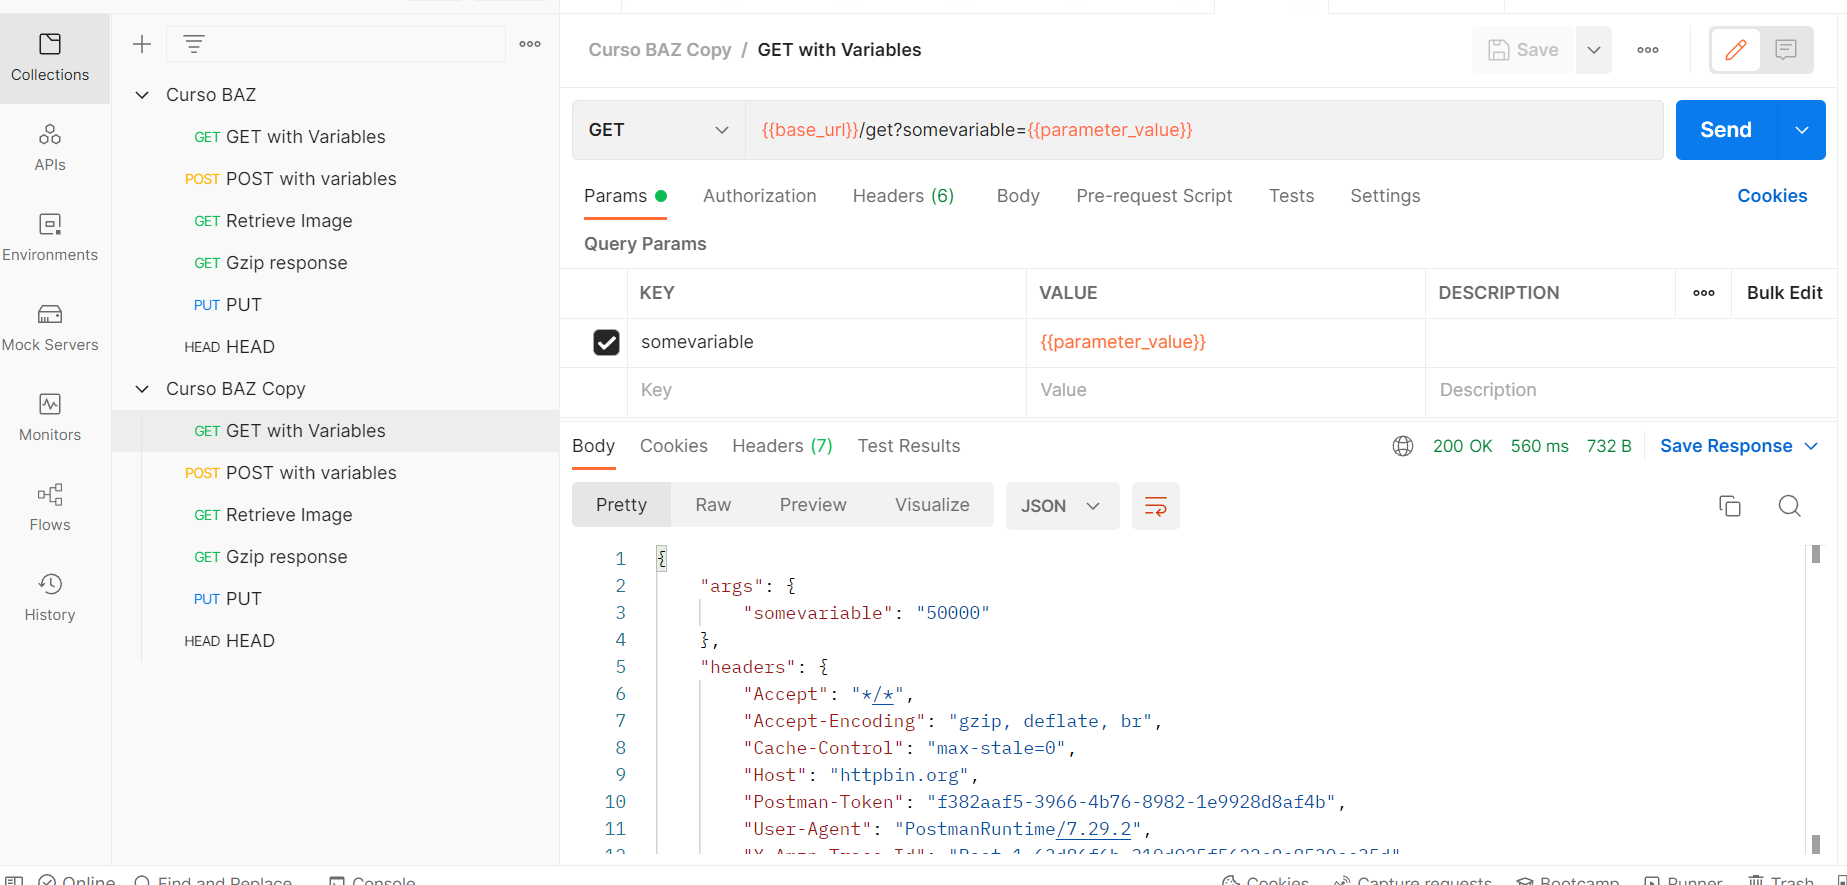 Collections
APIs
Environments
Mock Servers
Monitors
Flows
History
Curso BAZ
GET GET with Variables
POST POST with variables
GET Retrieve Image
GET Gzip response
PUT PUT
HEAD HEAD
Curso BAZ Copy
GET GET with Variables
POST POST with variables
GET Retrieve Image
GET Gzip response
PUT PUT
HEAD HEAD
Curso BAZ Copy / GET with Variables
Save
GET {{base_url}}/get?somevariable={{parameter_value}} Send
Params Authorization Headers (6) Body Pre-request Script Tests Settings Cookies
Query Params
KEY VALUE DESCRIPTION Bulk Edit
somevariable {{parameter_value}}
Key Value Description
Body Cookies Headers (7) Test Results 200 OK 560 ms 732 B Save Response
Pretty Raw Preview Visualize JSON
1 {
2 "args": {
3 "somevariable": "50000"
4 },
5 "headers": {
6 "Accept": "*/*",
7 "Accept-Encoding": "gzip, deflate, br",
8 "Cache-Control": "max-stale=0",
9 "Host": "httpbin.org",
10 "Postman-Token": "f382aaf5-3966-4b76-8982-1e9928d8af4b",
11 "User-Agent": "PostmanRuntime/7.29.2",
Online Find and Replace Console Cookies Capture requests Bootcamp Runner Trash